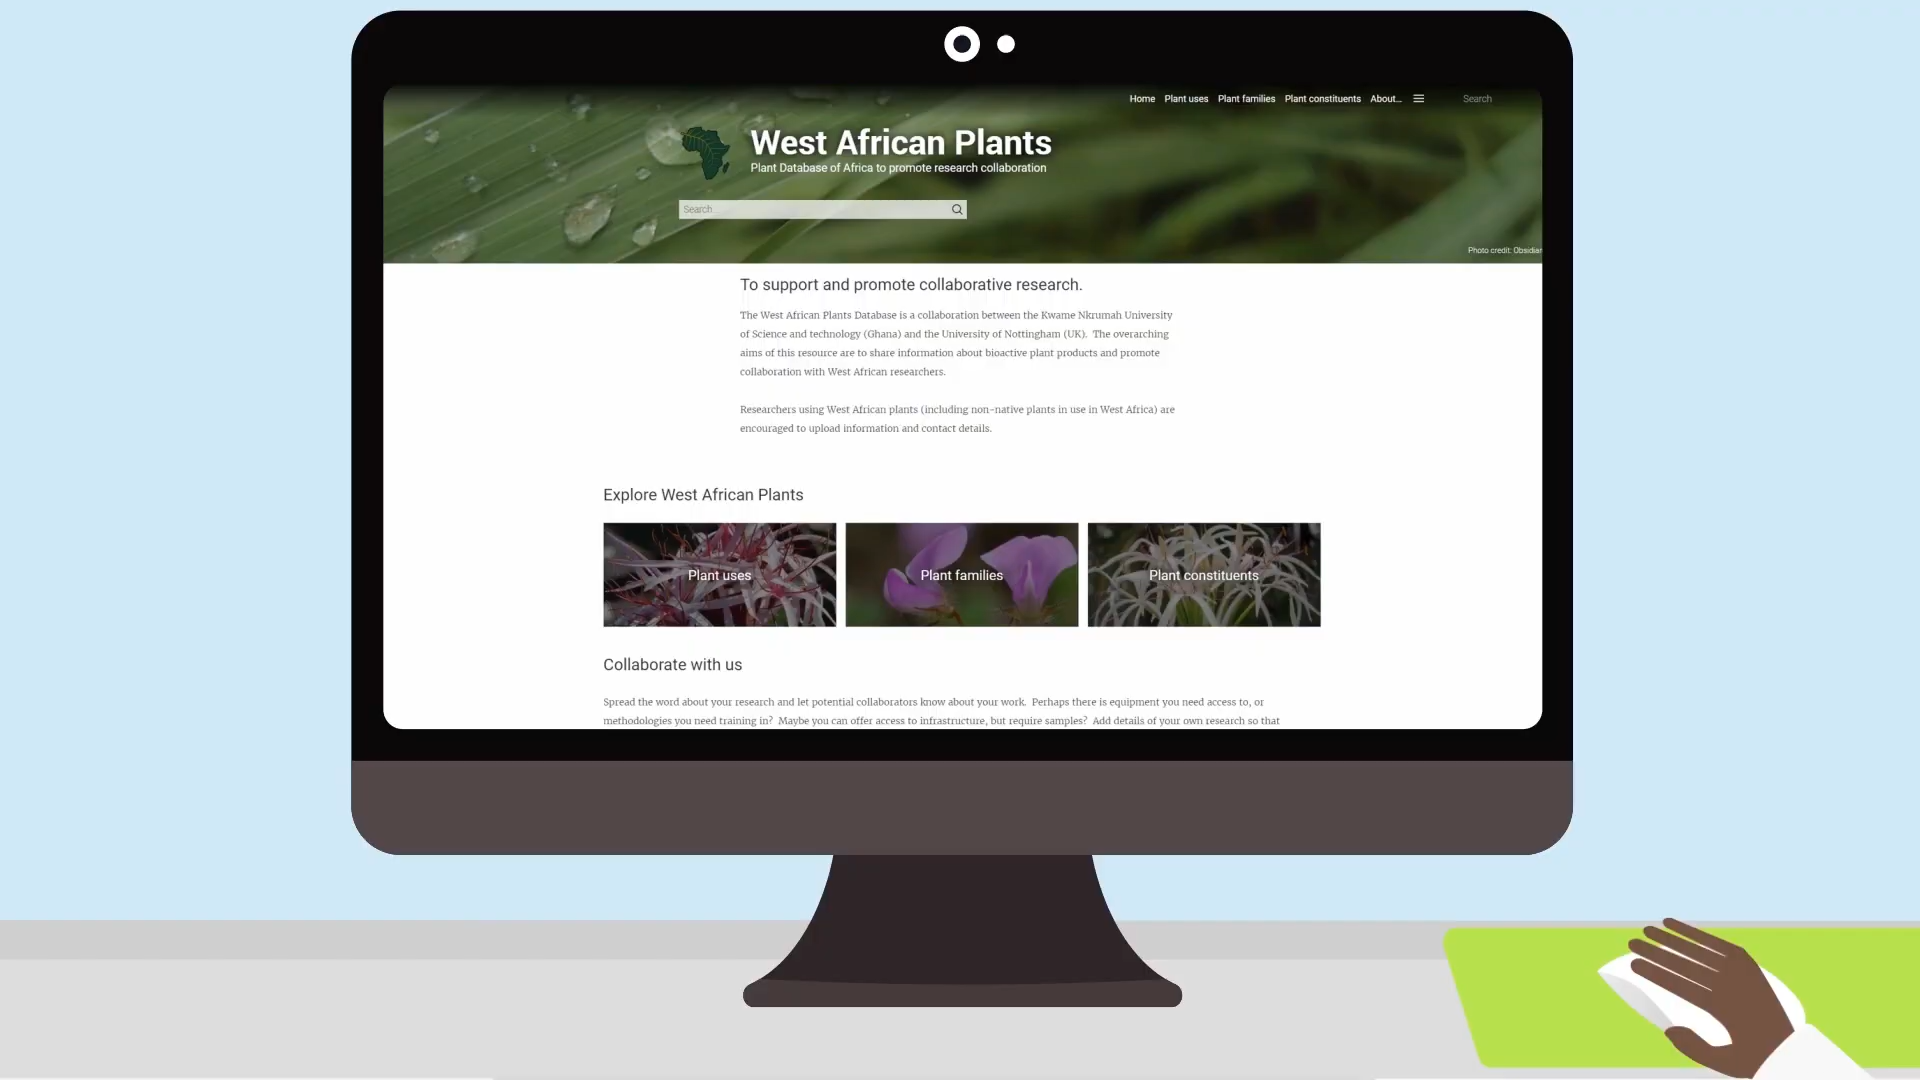 Home Plant uses Plant families Plant constituents About... Search
West African Plants
Plant Database of Africa to promote research collaboration
Search
Photo credit: Obsidian
To support and promote collaborative research.
The West African Plants Database is a collaboration between the Kwame Nkrumah University
of Science and technology (Ghana) and the University of Nottingham (UK). The overarching
aims of this resource are to share information about bioactive plant products and promote
collaboration with West African researchers.
Researchers using West African plants (including non-native plants in use in West Africa) are
encouraged to upload information and contact details.
Explore West African Plants
Plant uses Plant families Plant constituents
Collaborate with us
Spread the word about your research and let potential collaborators know about your work. Perhaps there is equipment you need access to, or
methodologies you need training in? Maybe you can offer access to infrastructure, but require samples? Add details of your own research so that